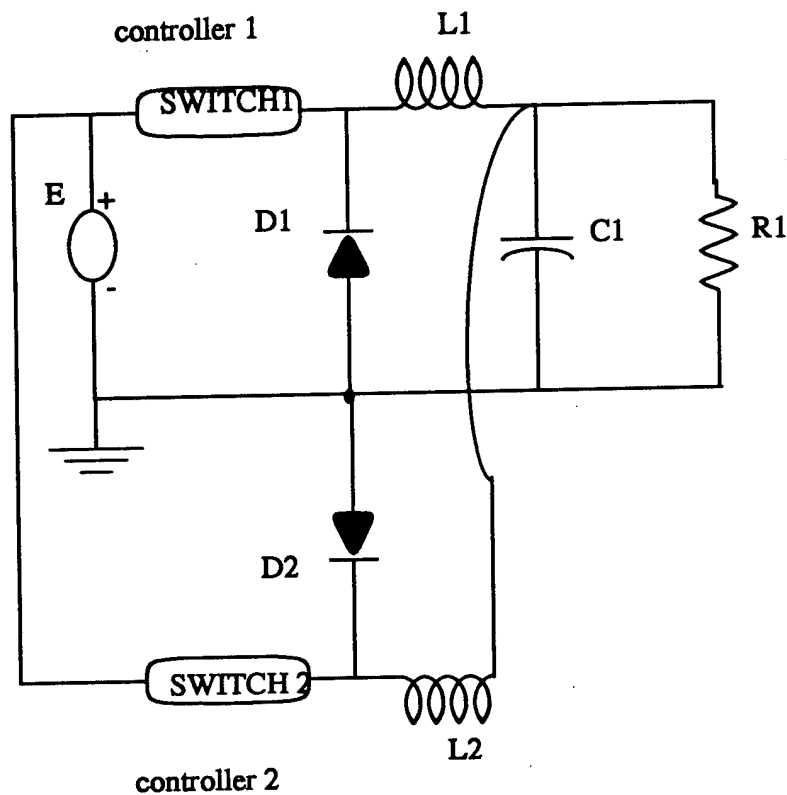 controller 1
L1
SWITCH1
E
+
-
D1
C1
R1
D2
SWITCH 2
L2
controller 2